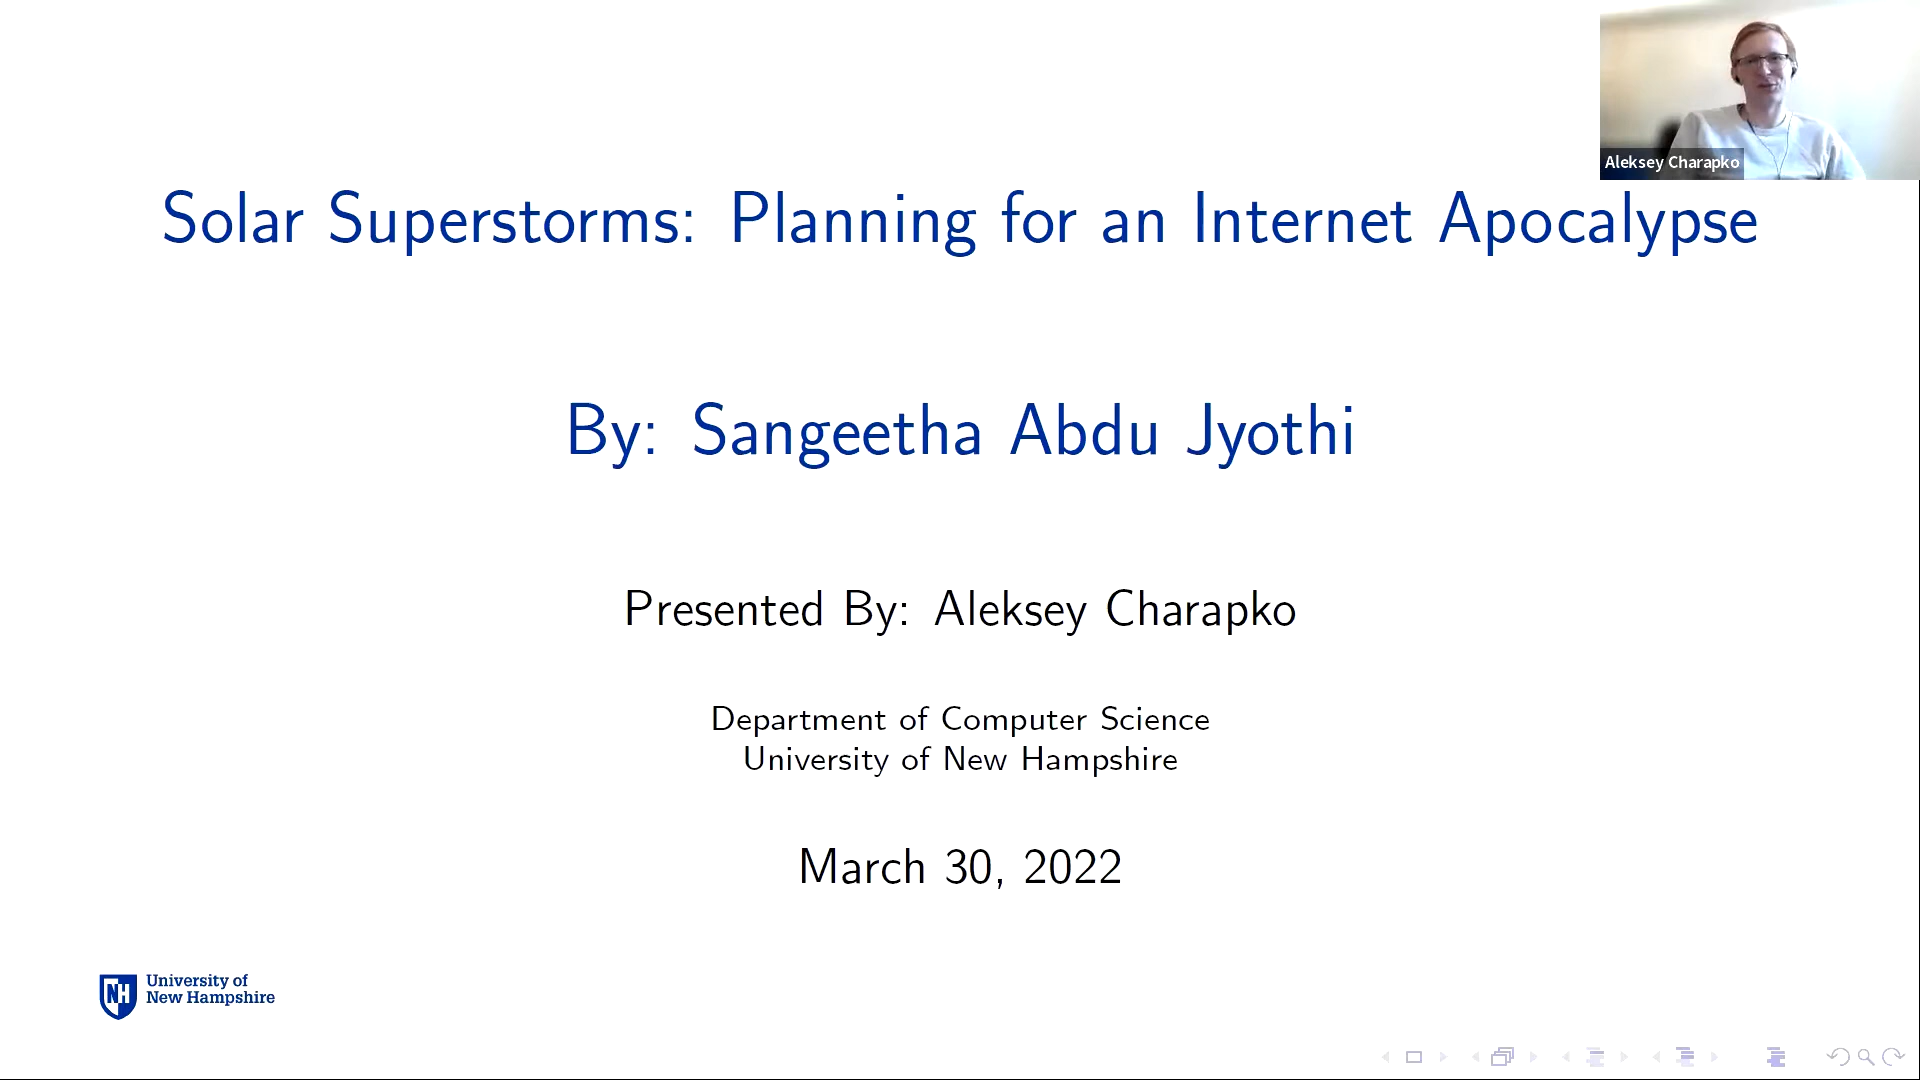 Aleksey Charapko
Solar Superstorms: Planning for an Internet Apocalypse
By: Sangeetha Abdu Jyothi
Presented By: Aleksey Charapko
Department of Computer Science
University of New Hampshire
March 30, 2022
NH
University of
New Hampshire